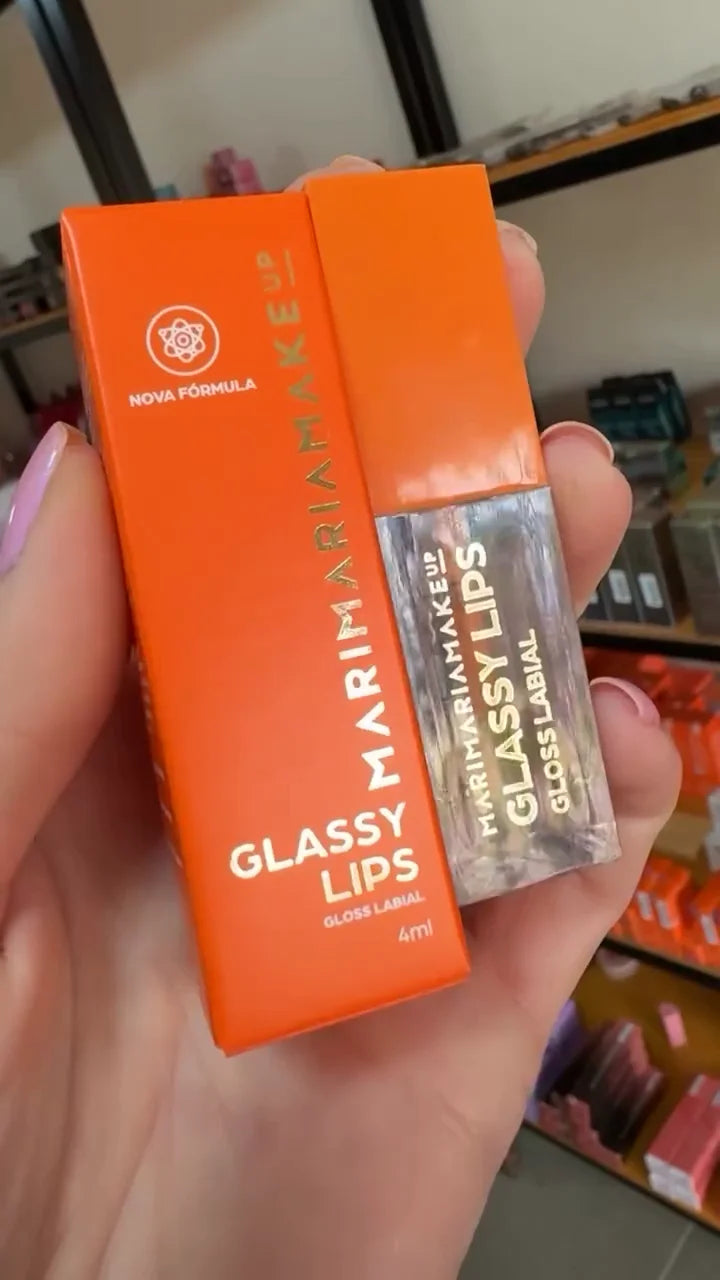 NOVA FÓRMULA
MARIMARIAMAKEUP
GLASSY
LIPS
GLOSS LABIAL
4ml
MARIMARIAMAKEUP
GLASSY LIPS
GLOSS LABIAL